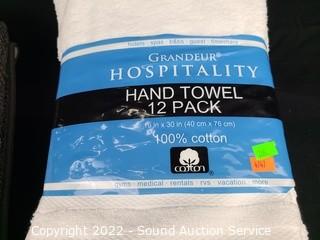 hotels · spas · b&bs · guest · timeshare
GRANDEUR®
HOSPITALITY
HAND TOWEL
12 PACK
16 in x 30 in (40 cm x 76 cm)
100% cotton
cotton
gyms · medical · rentals · rvs · vacation · more
Copyright 2022 - Sound Auction Service